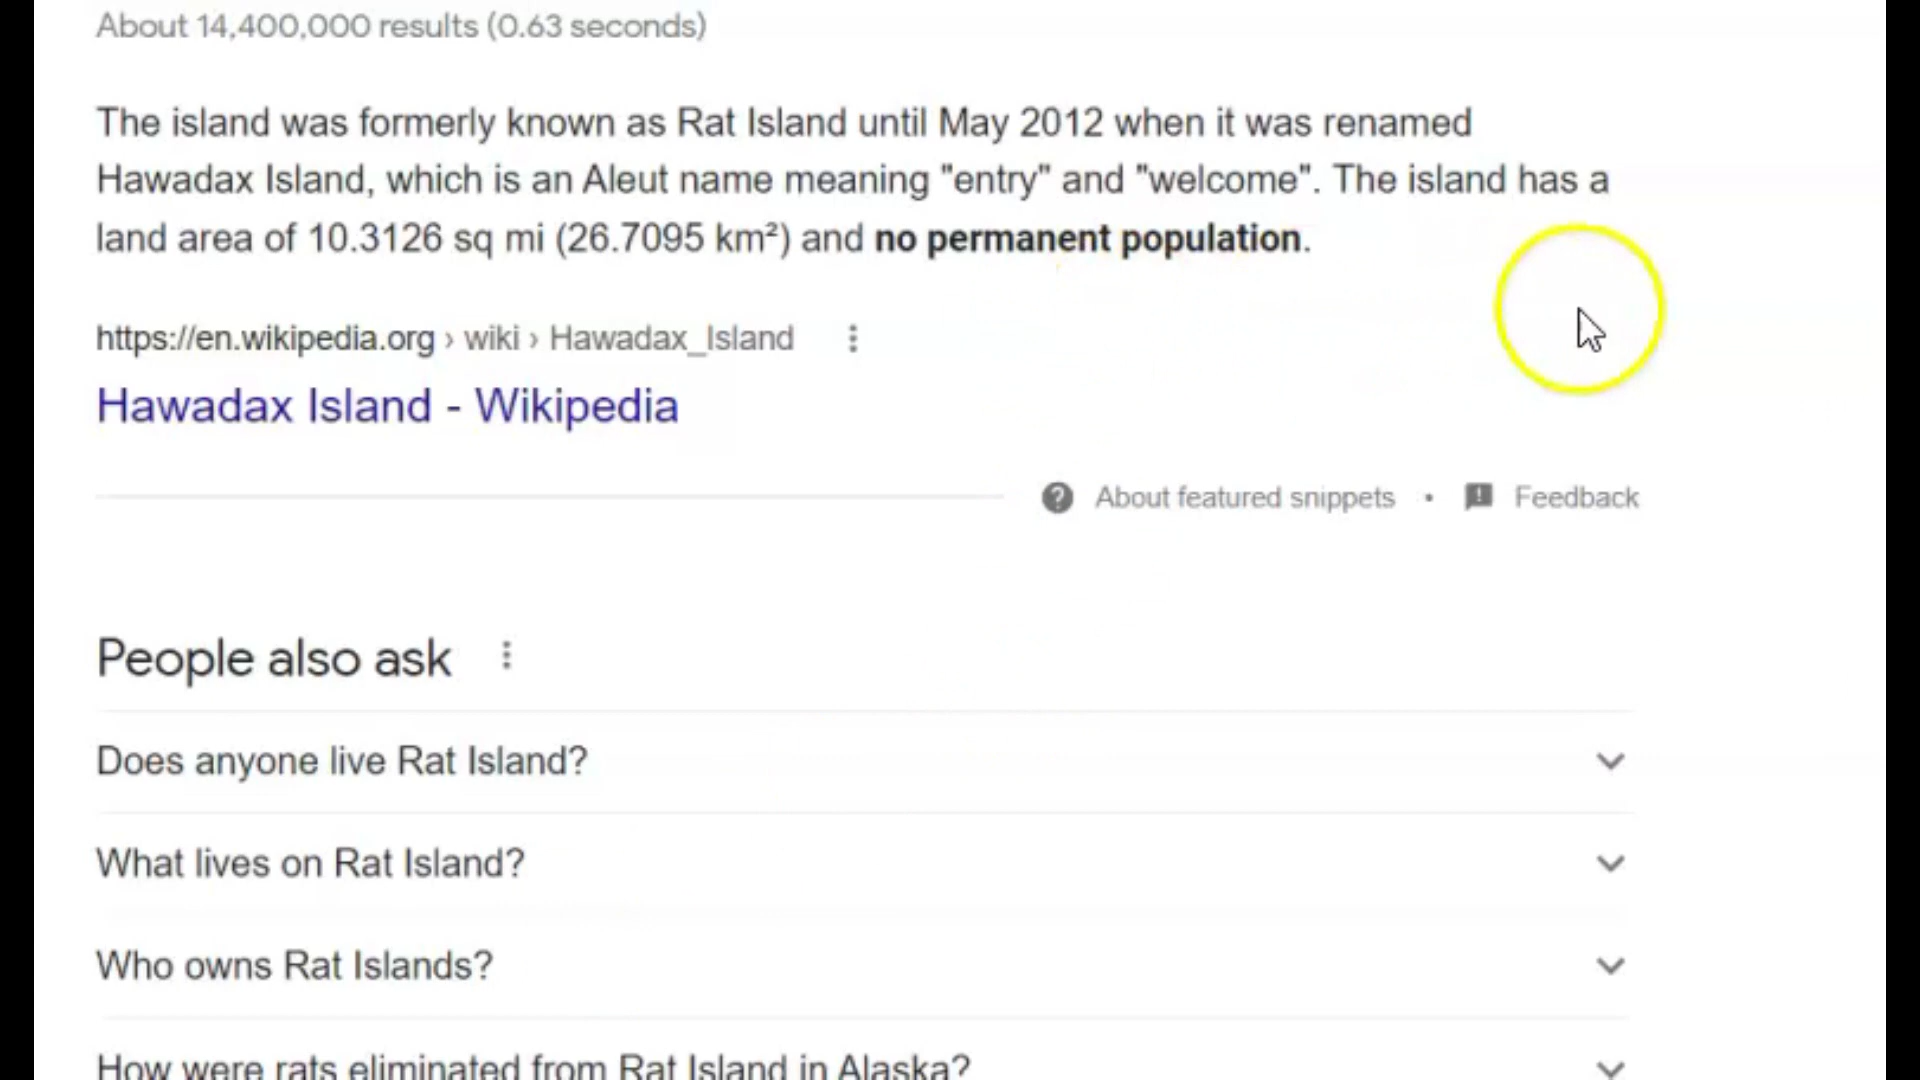 About 14,400,000 results (0.63 seconds)
The island was formerly known as Rat Island until May 2012 when it was renamed
Hawadax Island, which is an Aleut name meaning "entry" and "welcome". The island has a
land area of 10.3126 sq mi (26.7095 km²) and no permanent population.
https://en.wikipedia.org › wiki › Hawadax_Island
Hawadax Island - Wikipedia
About featured snippets • Feedback
People also ask
Does anyone live Rat Island?
What lives on Rat Island?
Who owns Rat Islands?
How were rats eliminated from Rat Island in Alaska?